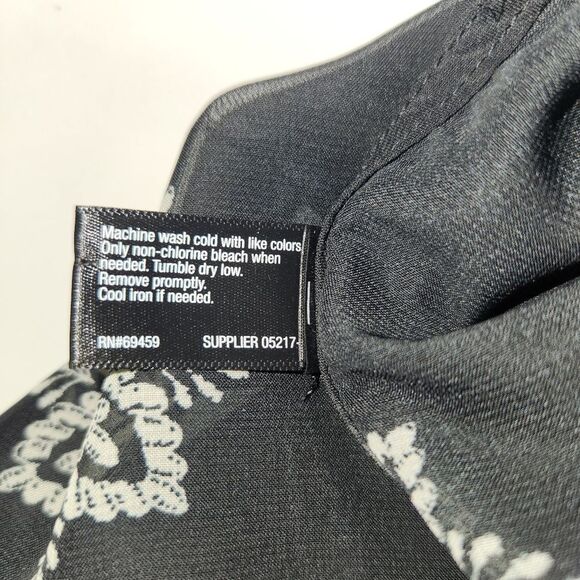 Machine wash cold with like colors
Only non-chlorine bleach when
needed. Tumble dry low.
Remove promptly.
Cool iron if needed.
RN#69459 SUPPLIER 05217-